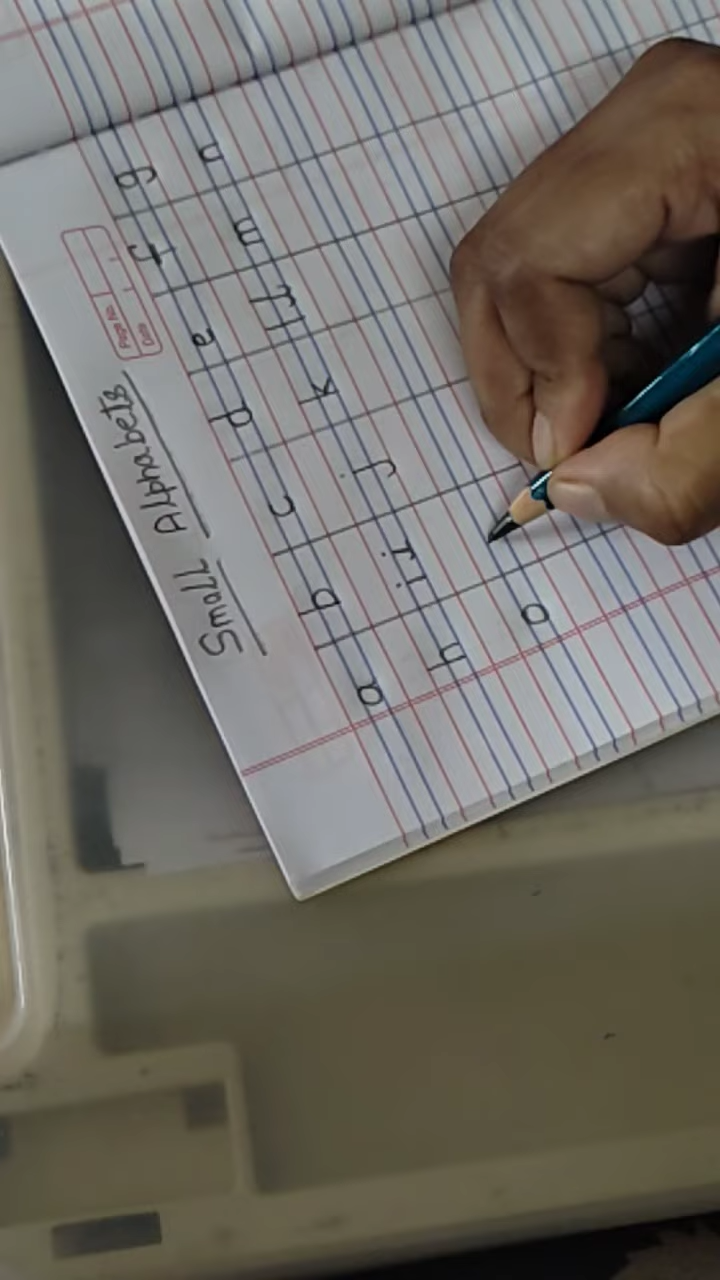 Page No.
Date
Small Alphabets
a b c d e f g
h i i j k l l m n
o